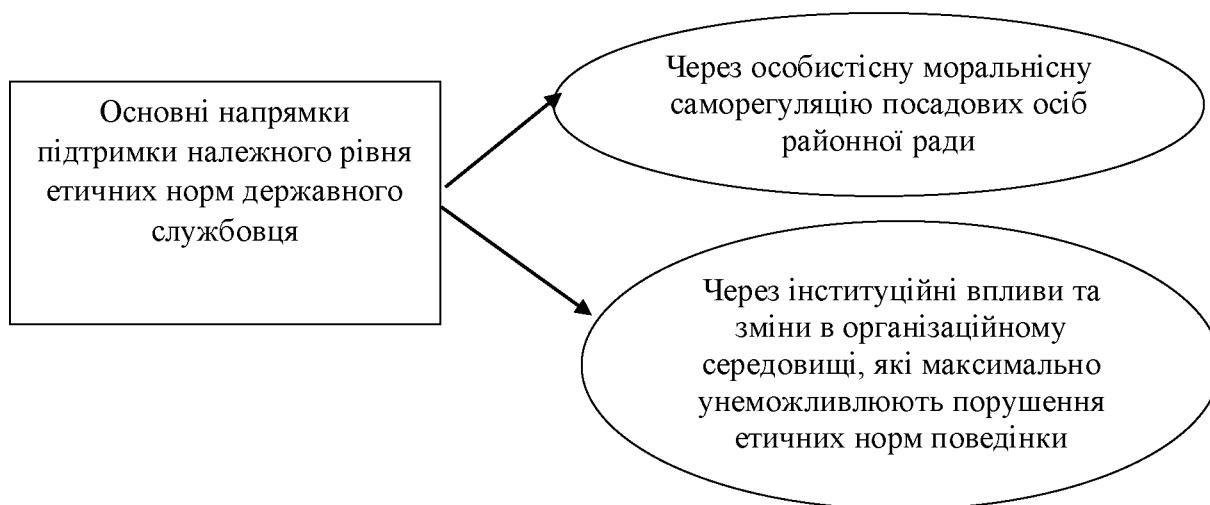 Основні напрямки
підтримки належного рівня
етичних норм державного
службовця
Через особистісну моральнісну
саморегуляцію посадових осіб
районної ради
Через інституційні впливи та
зміни в організаційному
середовищі, які максимально
унеможливлюють порушення
етичних норм поведінки